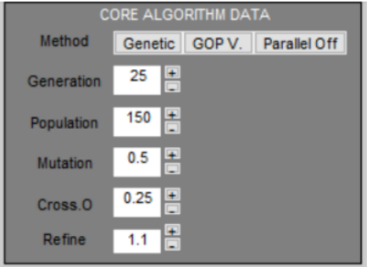 CORE ALGORITHM DATA
Method Genetic GOP V. Parallel Off
Generation 25 + -
Population 150 + -
Mutation 0.5 + -
Cross.O 0.25 + -
Refine 1.1 + -